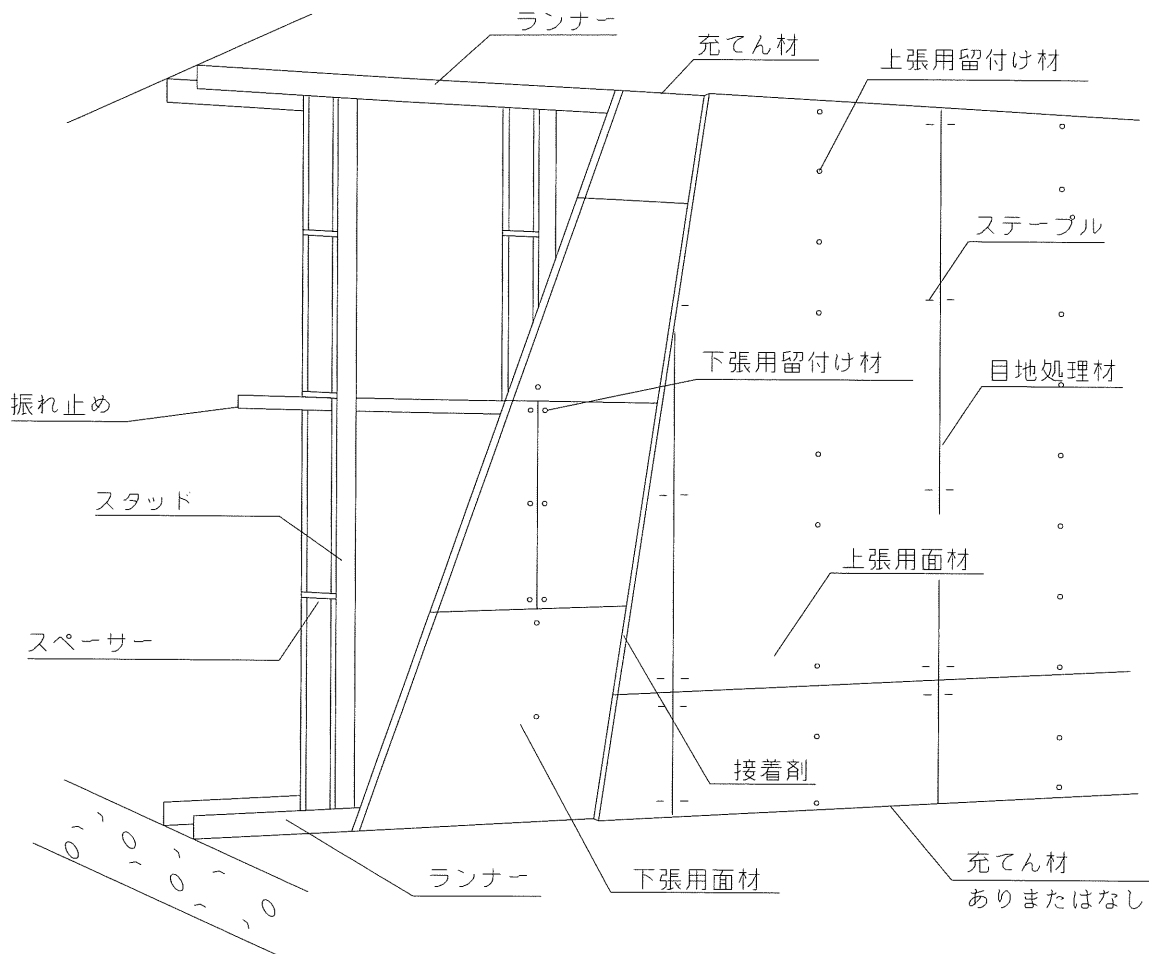 ランナー
充てん材
上張用留付け材
ステープル
下張用留付け材
目地処理材
振れ止め
スタッド
上張用面材
スペーサー
接着剤
ランナー
下張用面材
充てん材
ありまたはなし